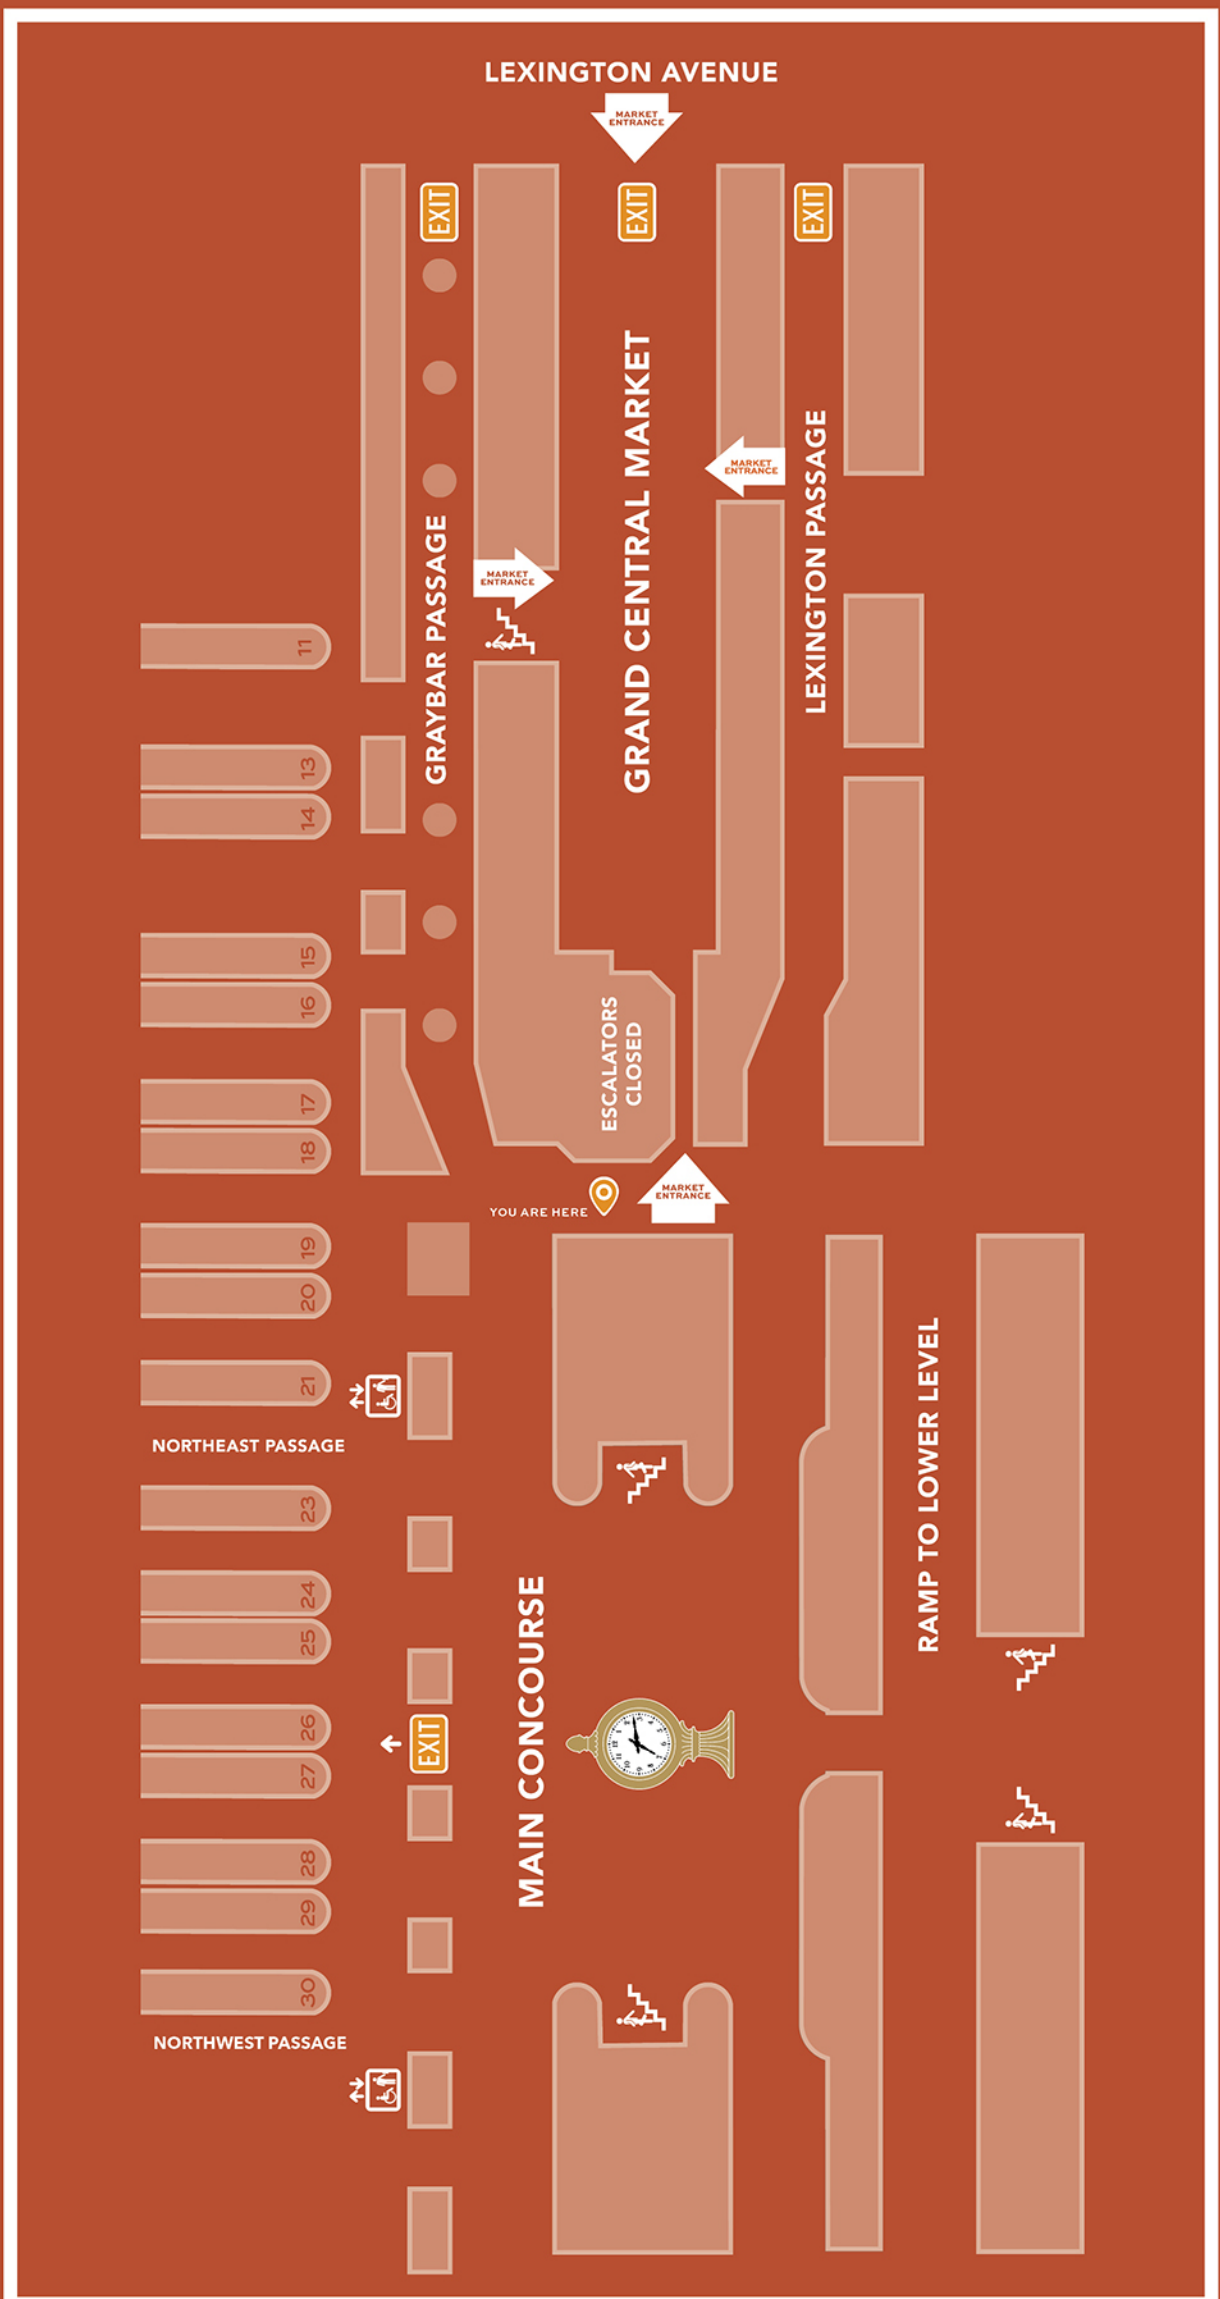 LEXINGTON AVENUE
MARKET
ENTRANCE
EXIT
EXIT
EXIT
GRAND CENTRAL MARKET
LEXINGTON PASSAGE
MARKET
ENTRANCE
GRAYBAR PASSAGE
MARKET
ENTRANCE
11
13
14
15
16
17
18
ESCALATORS
CLOSED
YOU ARE HERE
MARKET
ENTRANCE
19
20
21
NORTHEAST PASSAGE
RAMP TO LOWER LEVEL
23
24
25
MAIN CONCOURSE
26
27
EXIT
28
29
30
NORTHWEST PASSAGE